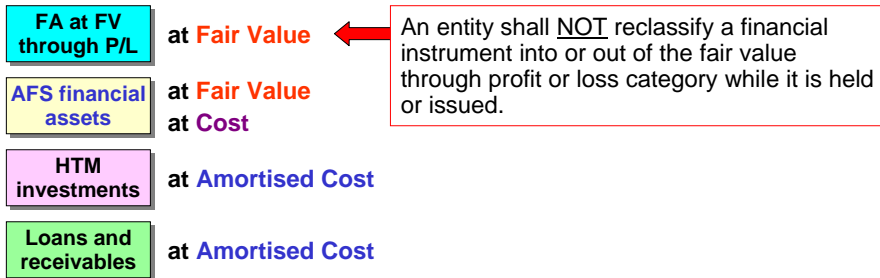 FA at FV
through P/L
at Fair Value
An entity shall NOT reclassify a financial
instrument into or out of the fair value
through profit or loss category while it is held
or issued.
AFS financial
assets
at Fair Value
at Cost
HTM
investments
at Amortised Cost
Loans and
receivables
at Amortised Cost